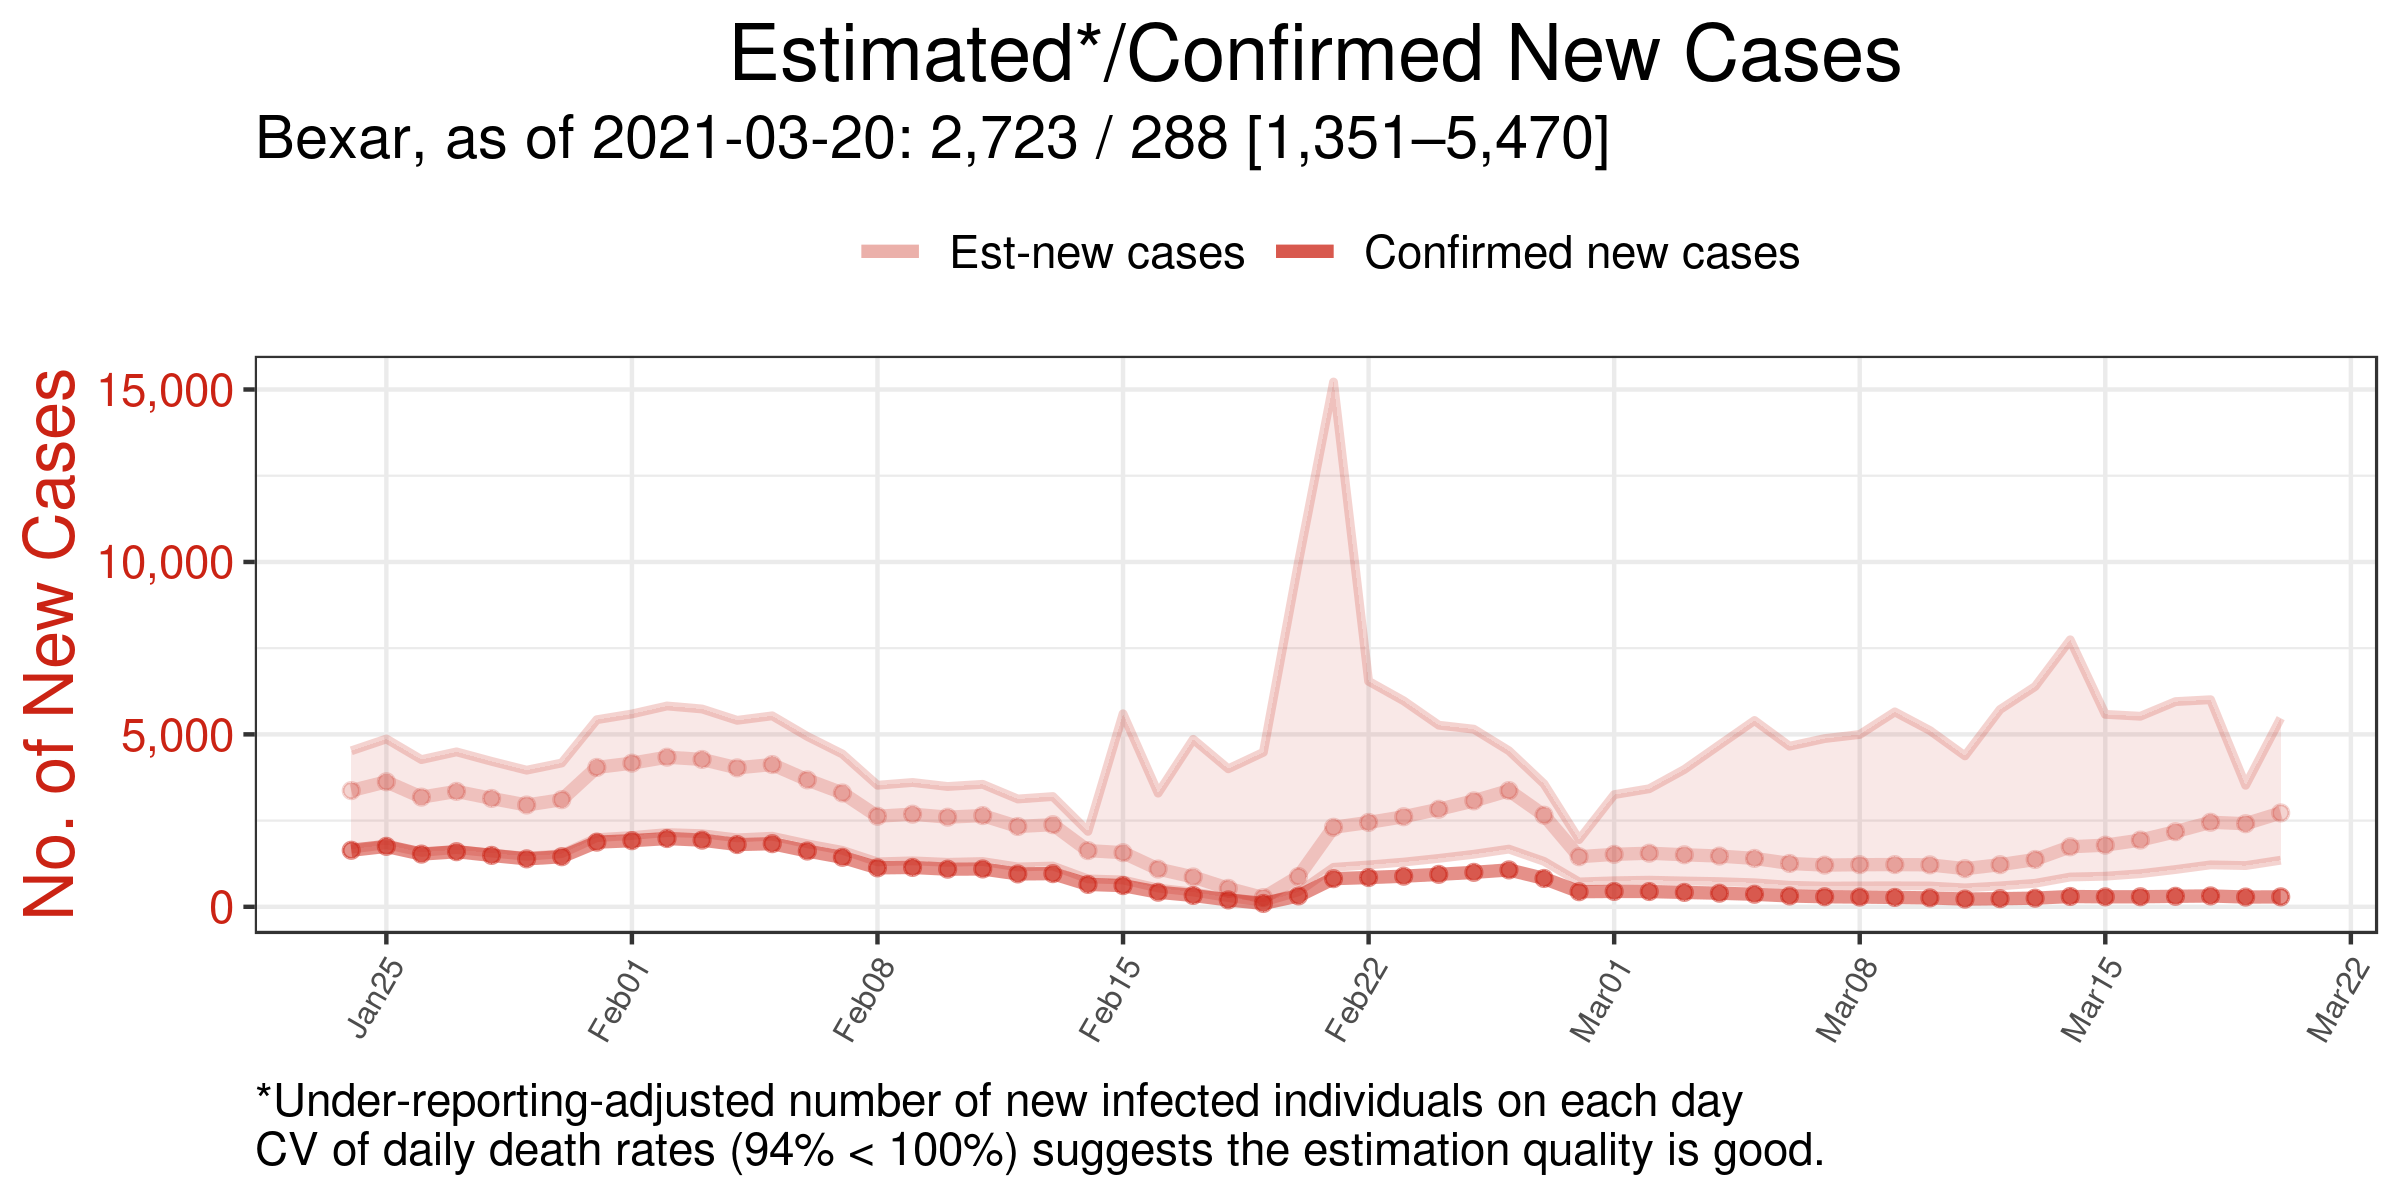 Estimated*/Confirmed New Cases
Bexar, as of 2021-03-20: 2,723 / 288 [1,351–5,470]
Est-new cases
Confirmed new cases
No. of New Cases
15,000
10,000
5,000
0
Jan25
Feb01
Feb08
Feb15
Feb22
Mar01
Mar08
Mar15
Mar22
*Under-reporting-adjusted number of new infected individuals on each day
CV of daily death rates (94% < 100%) suggests the estimation quality is good.